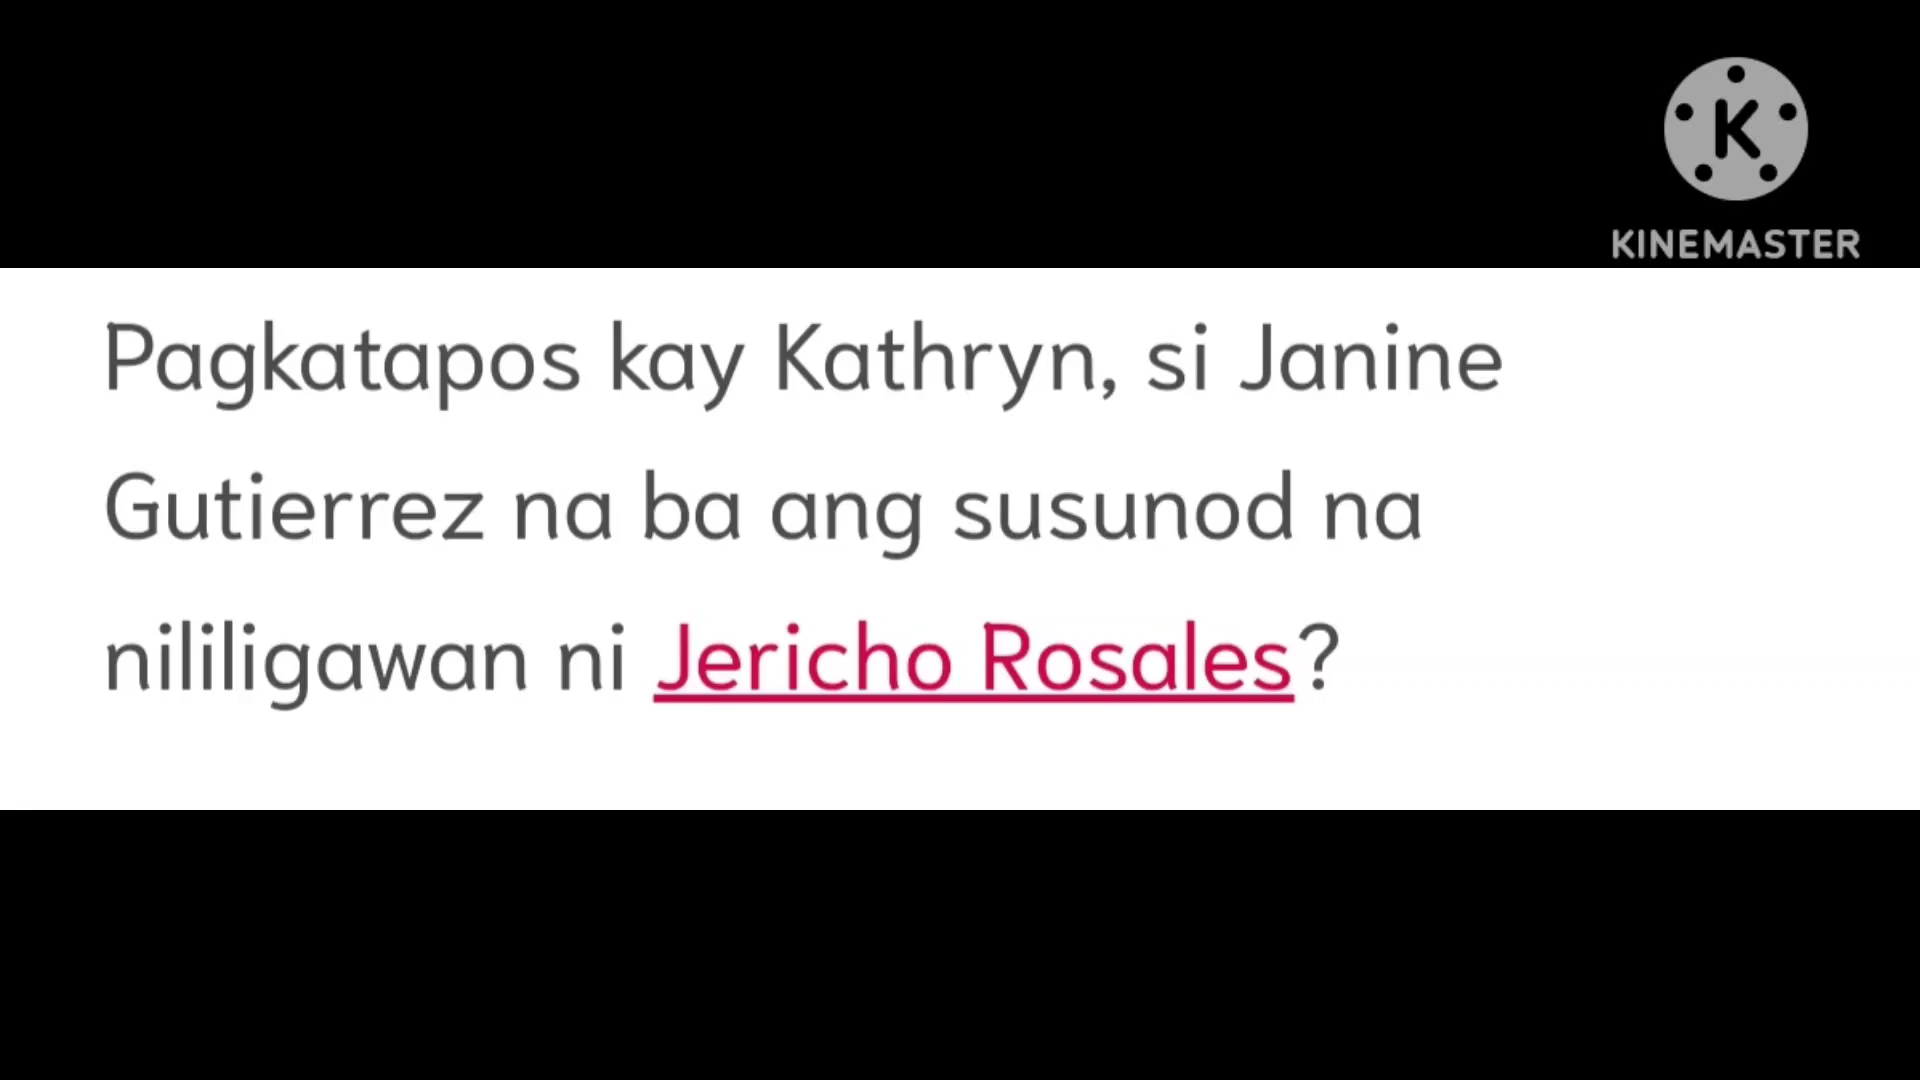 K
KINEMASTER
Pagkatapos kay Kathryn, si Janine
Gutierrez na ba ang susunod na
nililigawan ni Jericho Rosales?